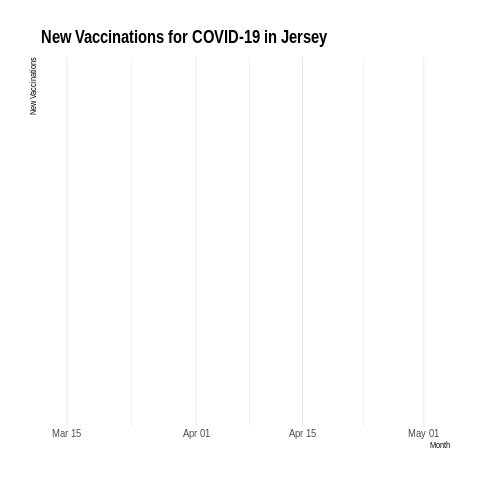 New Vaccinations for COVID-19 in Jersey
New Vaccinations
Mar 15
Apr 01
Apr 15
May 01
Month